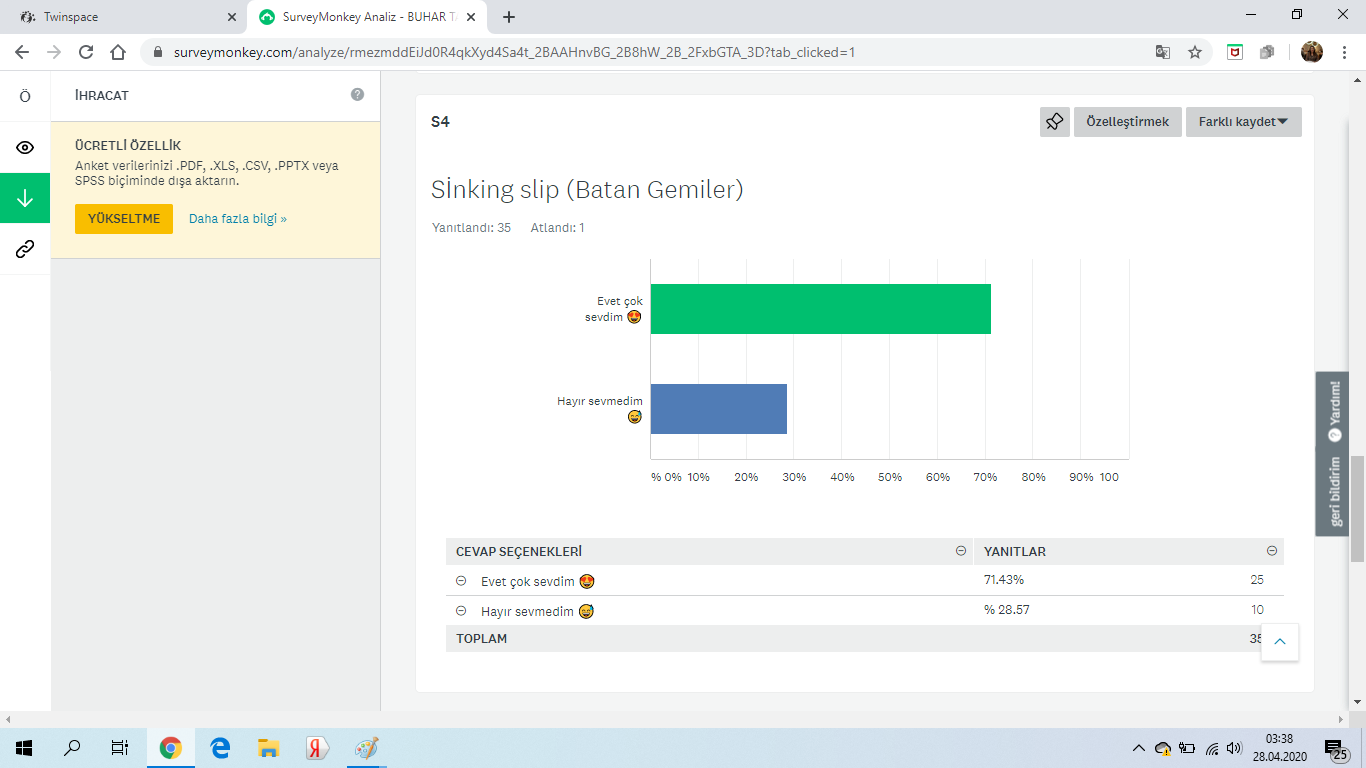 Twinspace
SurveyMonkey Analiz - BUHAR T
surveymonkey.com/analyze/rmezmddEiJd0R4qkXyd4Sa4t_2BAAHnvBG_2B8hW_2B_2FxbGTA_3D?tab_clicked=1
Ö
İHRACAT
ÜCRETLİ ÖZELLİK
Anket verilerinizi .PDF, .XLS, .CSV, .PPTX veya
SPSS biçiminde dışa aktarın.
YÜKSELTME Daha fazla bilgi »
S4
Özelleştirmek
Farklı kaydet
Sİnking slip (Batan Gemiler)
Yanıtlandı: 35 Atlandı: 1
Evet çok
sevdim 😍
Hayır sevmedim
😅
% 0% 10% 20% 30% 40% 50% 60% 70% 80% 90% 100
CEVAP SEÇENEKLERİ YANITLAR
Evet çok sevdim 😍 71.43% 25
Hayır sevmedim 😅 % 28.57 10
TOPLAM 35
Yardım!
geri bildirim
03:38
28.04.2020
25